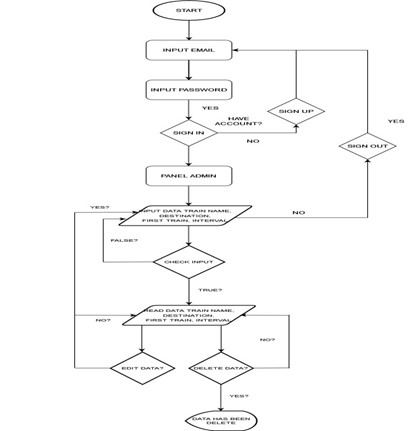 START
INPUT EMAIL
INPUT PASSWORD
YES
HAVE
ACCOUNT?
SIGN UP
YES
SIGN IN
NO
SIGN OUT
PANEL ADMIN
YES?
INPUT DATA TRAIN NAME,
DESTINATION,
FIRST TRAIN, INTERVAL
NO
FALSE?
CHECK INPUT
TRUE?
READ DATA TRAIN NAME,
DESTINATION,
FIRST TRAIN, INTERVAL
NO?
NO?
EDIT DATA?
DELETE DATA?
YES?
DATA HAS BEEN
DELETE